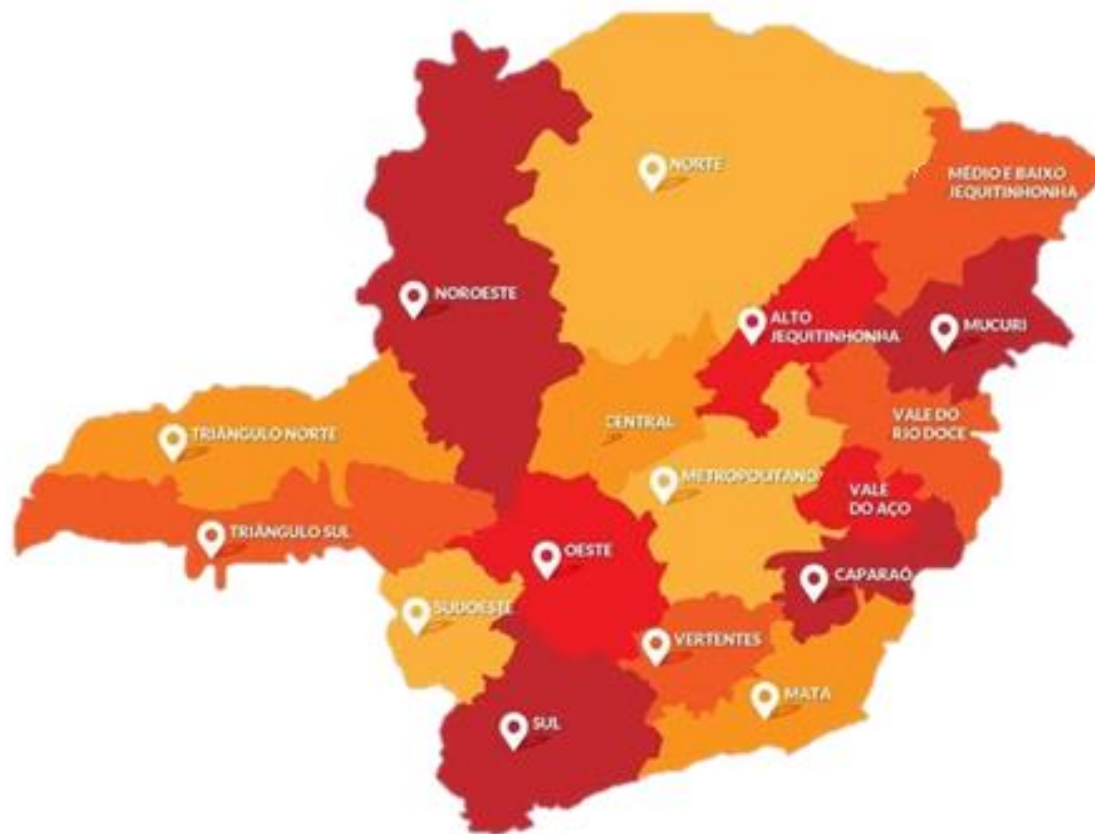 NORTE
MÉDIO E BAIXO
JEQUITINHONHA
NOROESTE
ALTO
JEQUITINHONHA
MUCURI
TRIÂNGULO NORTE
CENTRAL
VALE DO
RIO DOCE
METROPOLITANO
VALE
DO AÇO
TRIÂNGULO SUL
OESTE
CAPARAÓ
SUDOESTE
VERTENTES
MATA
SUL